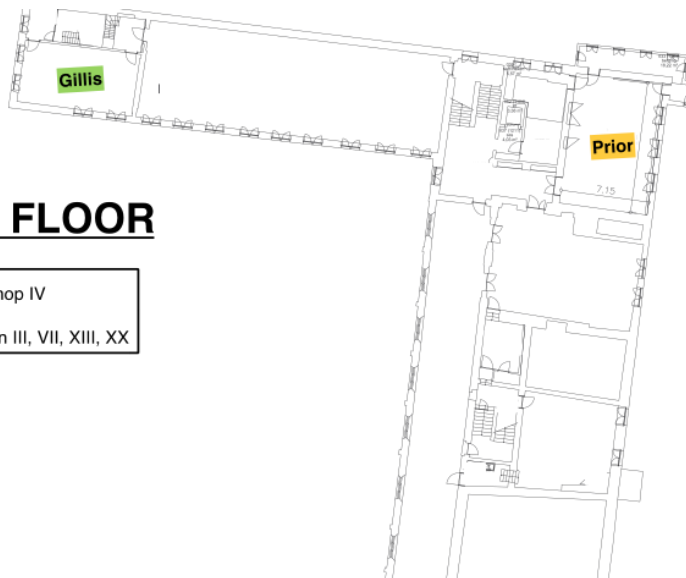 Gillis
Prior
7,15
FLOOR
hop IV
n III, VII, XIII, XX